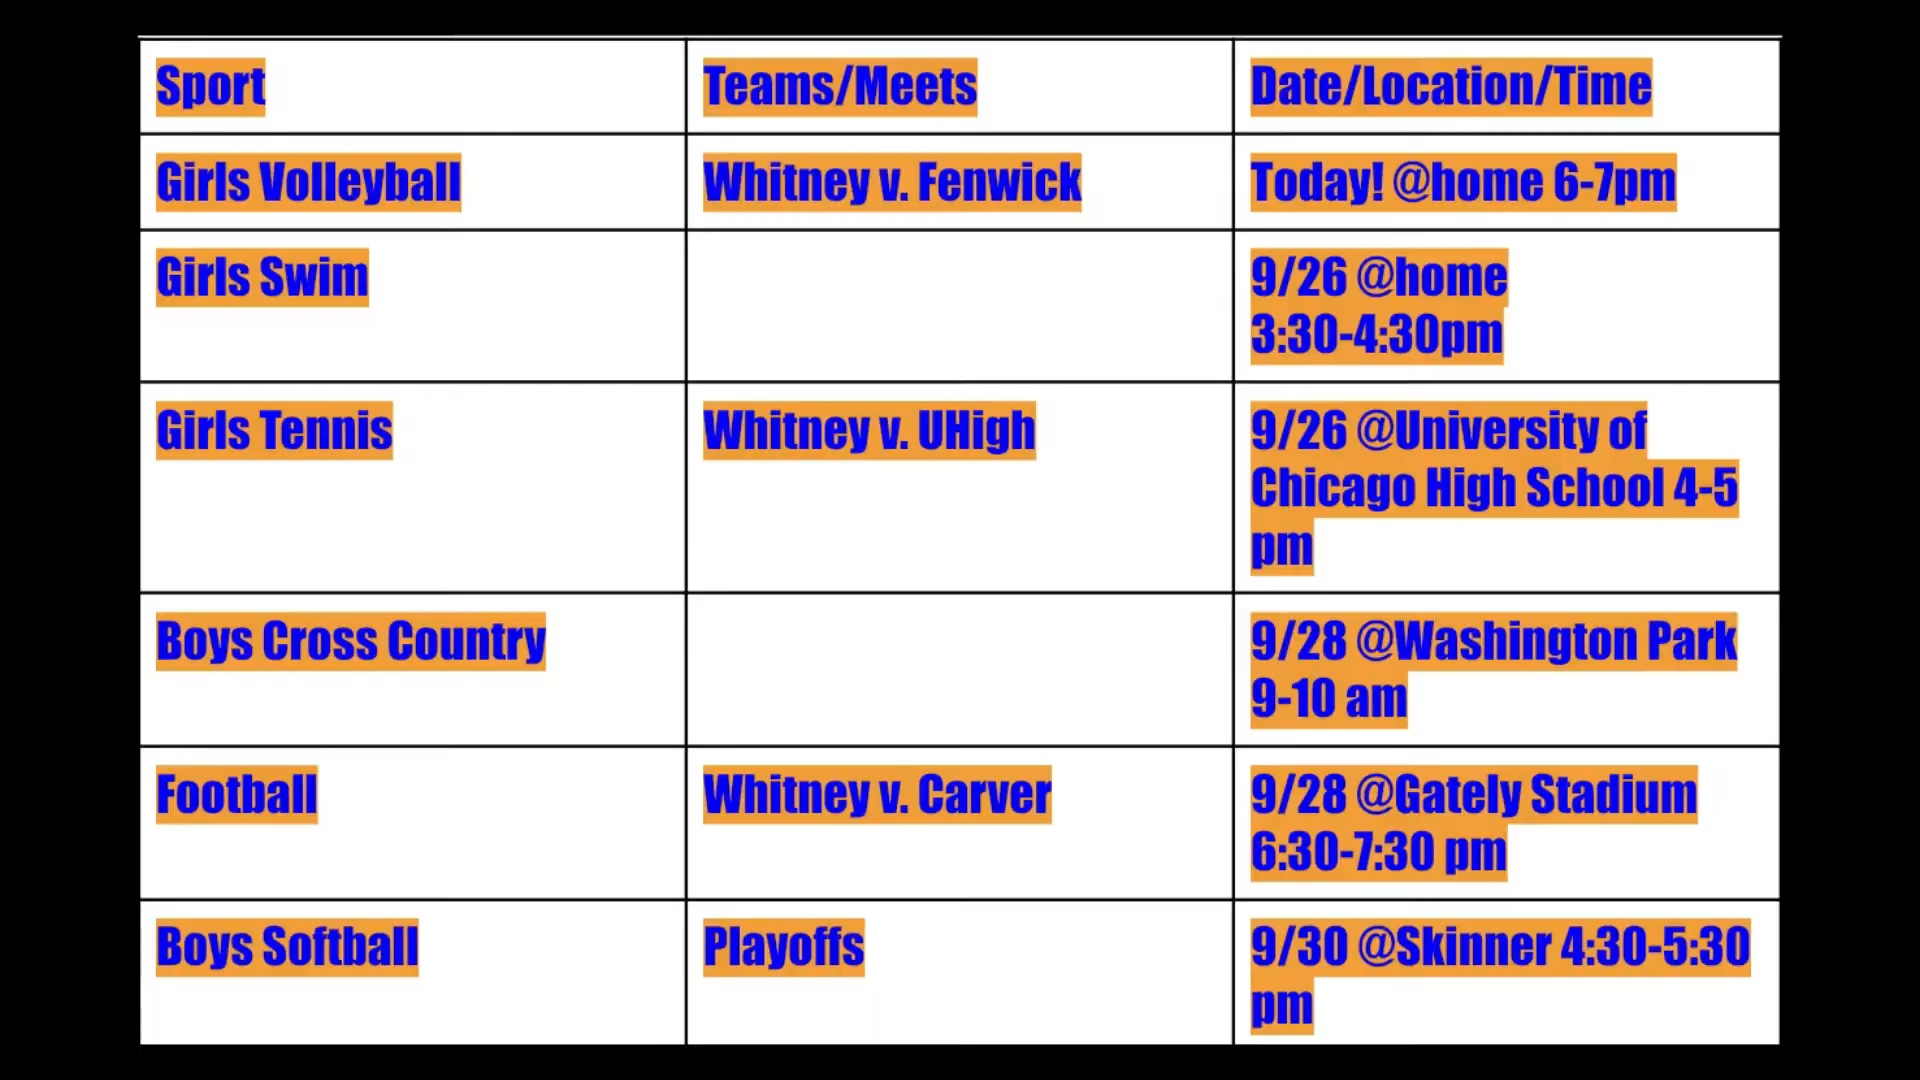 Sport
Teams/Meets
Date/Location/Time
Girls Volleyball
Whitney v. Fenwick
Today! @home 6-7pm
Girls Swim
9/26 @home
3:30-4:30pm
Girls Tennis
Whitney v. UHigh
9/26 @University of
Chicago High School 4-5
pm
Boys Cross Country
9/28 @Washington Park
9-10 am
Football
Whitney v. Carver
9/28 @Gately Stadium
6:30-7:30 pm
Boys Softball
Playoffs
9/30 @Skinner 4:30-5:30
pm